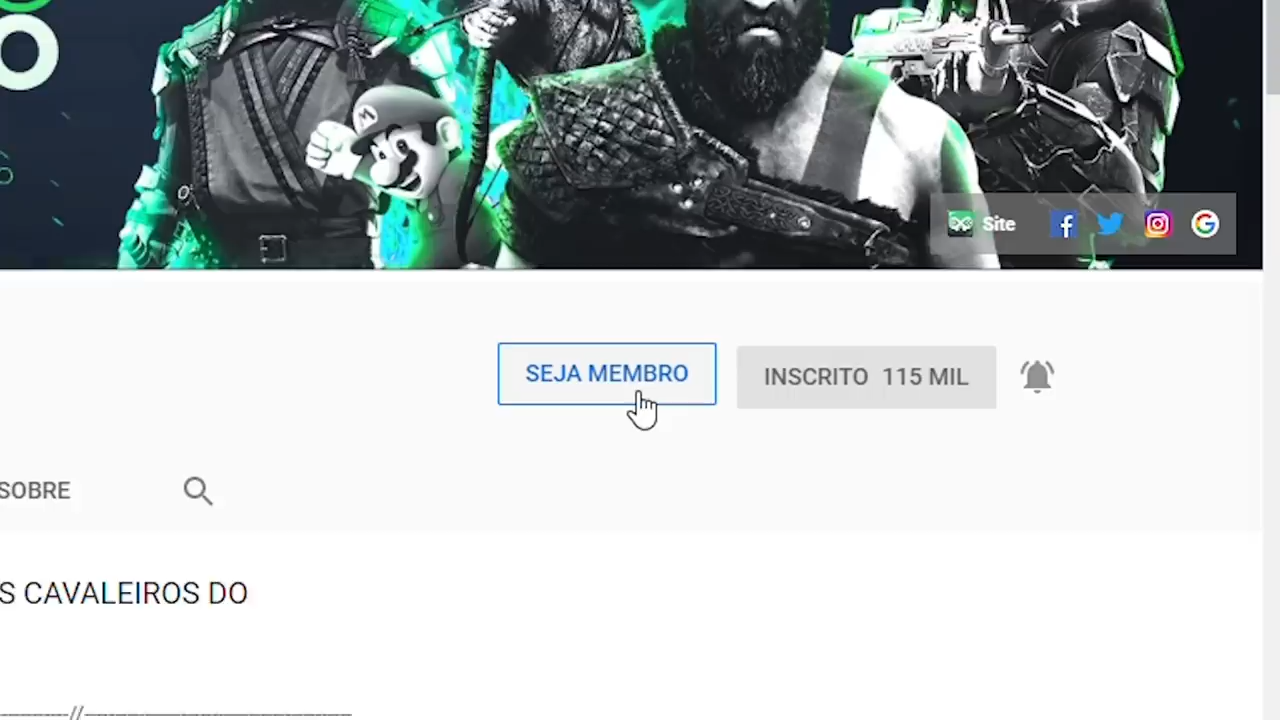 O
M
Site
SEJA MEMBRO
INSCRITO 115 MIL
SOBRE
S CAVALEIROS DO
//